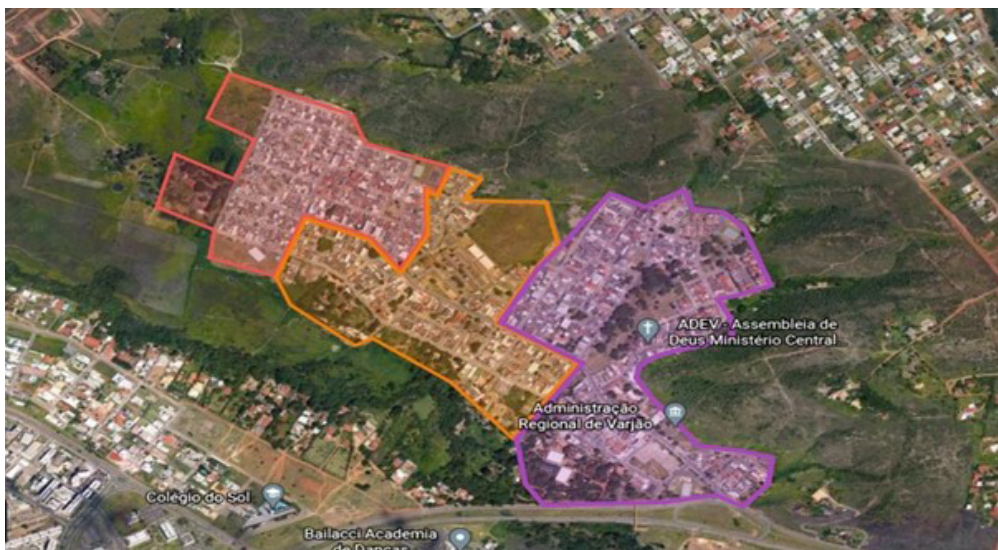 ADEV - Assembleia de
Deus Ministério Central
Administração
Regional de Varjão
Colégio do Sol
Bailacci Academia
de Danças